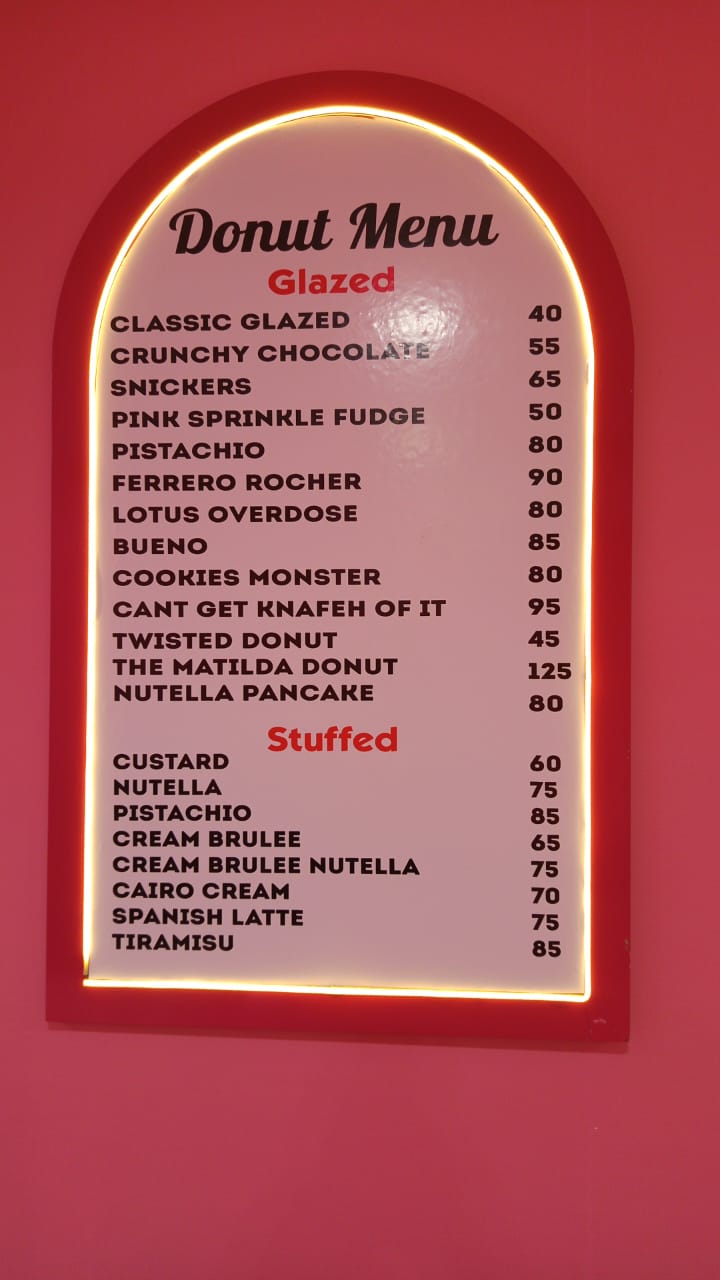 Donut Menu
Glazed
CLASSIC GLAZED 40
CRUNCHY CHOCOLATE 55
SNICKERS 65
PINK SPRINKLE FUDGE 50
PISTACHIO 80
FERRERO ROCHER 90
LOTUS OVERDOSE 80
BUENO 85
COOKIES MONSTER 80
CANT GET KNAFEH OF IT 95
TWISTED DONUT 45
THE MATILDA DONUT 125
NUTELLA PANCAKE 80
Stuffed
CUSTARD 60
NUTELLA 75
PISTACHIO 85
CREAM BRULEE 65
CREAM BRULEE NUTELLA 75
CAIRO CREAM 70
SPANISH LATTE 75
TIRAMISU 85